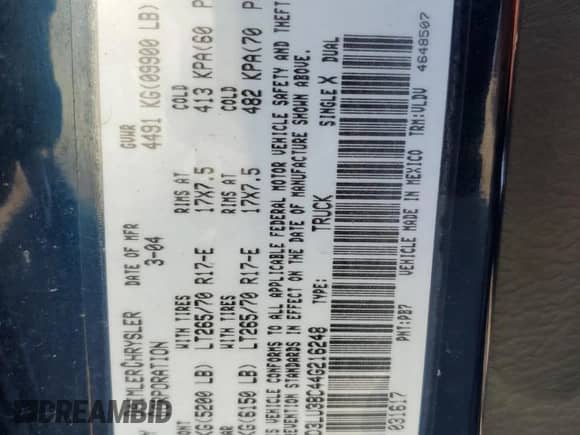 DATE OF MFR GVWR
CORPORATION 3-04 4491 KG(09900 LB)
WITH TIRES RIMS AT COLD
KG(5200 LB) LT265/70 R17-E 17X7.5 413 KPA(60 P
WITH TIRES RIMS AT COLD
KG(6150 LB) LT265/70 R17-E 17X7.5 482 KPA(70 P
VEHICLE CONFORMS TO ALL APPLICABLE FEDERAL MOTOR VEHICLE SAFETY AND THEFT
PREVENTION STANDARDS IN EFFECT ON THE DATE OF MANUFACTURE SHOWN ABOVE.
D3LU38C44G216248 TYPE: TRUCK SINGLE X DUAL
4648507
031617 VEHICLE MADE IN MEXICO
PNT:PB7 TRM:VLDV
DREAMBID